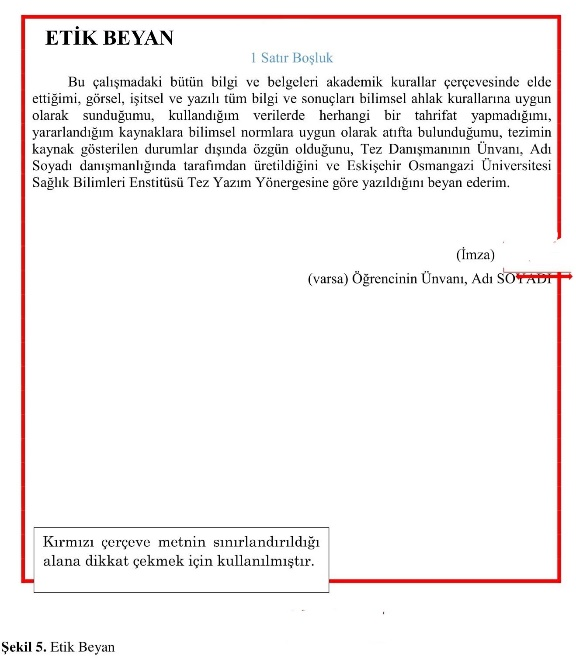 ETİK BEYAN
1 Satır Boşluk
Bu çalışmadaki bütün bilgi ve belgeleri akademik kurallar çerçevesinde elde
ettiğimi, görsel, işitsel ve yazılı tüm bilgi ve sonuçları bilimsel ahlak kurallarına uygun
olarak sunduğumu, kullandığım verilerde herhangi bir tahrifat yapmadığımı,
yararlandığım kaynaklara bilimsel normlara uygun olarak atıfta bulunduğumu, tezimin
kaynak gösterilen durumlar dışında özgün olduğunu, Tez Danışmanının Ünvanı, Adı
Soyadı danışmanlığında tarafımdan üretildiğini ve Eskişehir Osmangazi Üniversitesi
Sağlık Bilimleri Enstitüsü Tez Yazım Yönergesine göre yazıldığını beyan ederim.
(İmza)
(varsa) Öğrencinin Ünvanı, Adı SOYADI
Kırmızı çerçeve metnin sınırlandırıldığı
alana dikkat çekmek için kullanılmıştır.
Şekil 5. Etik Beyan